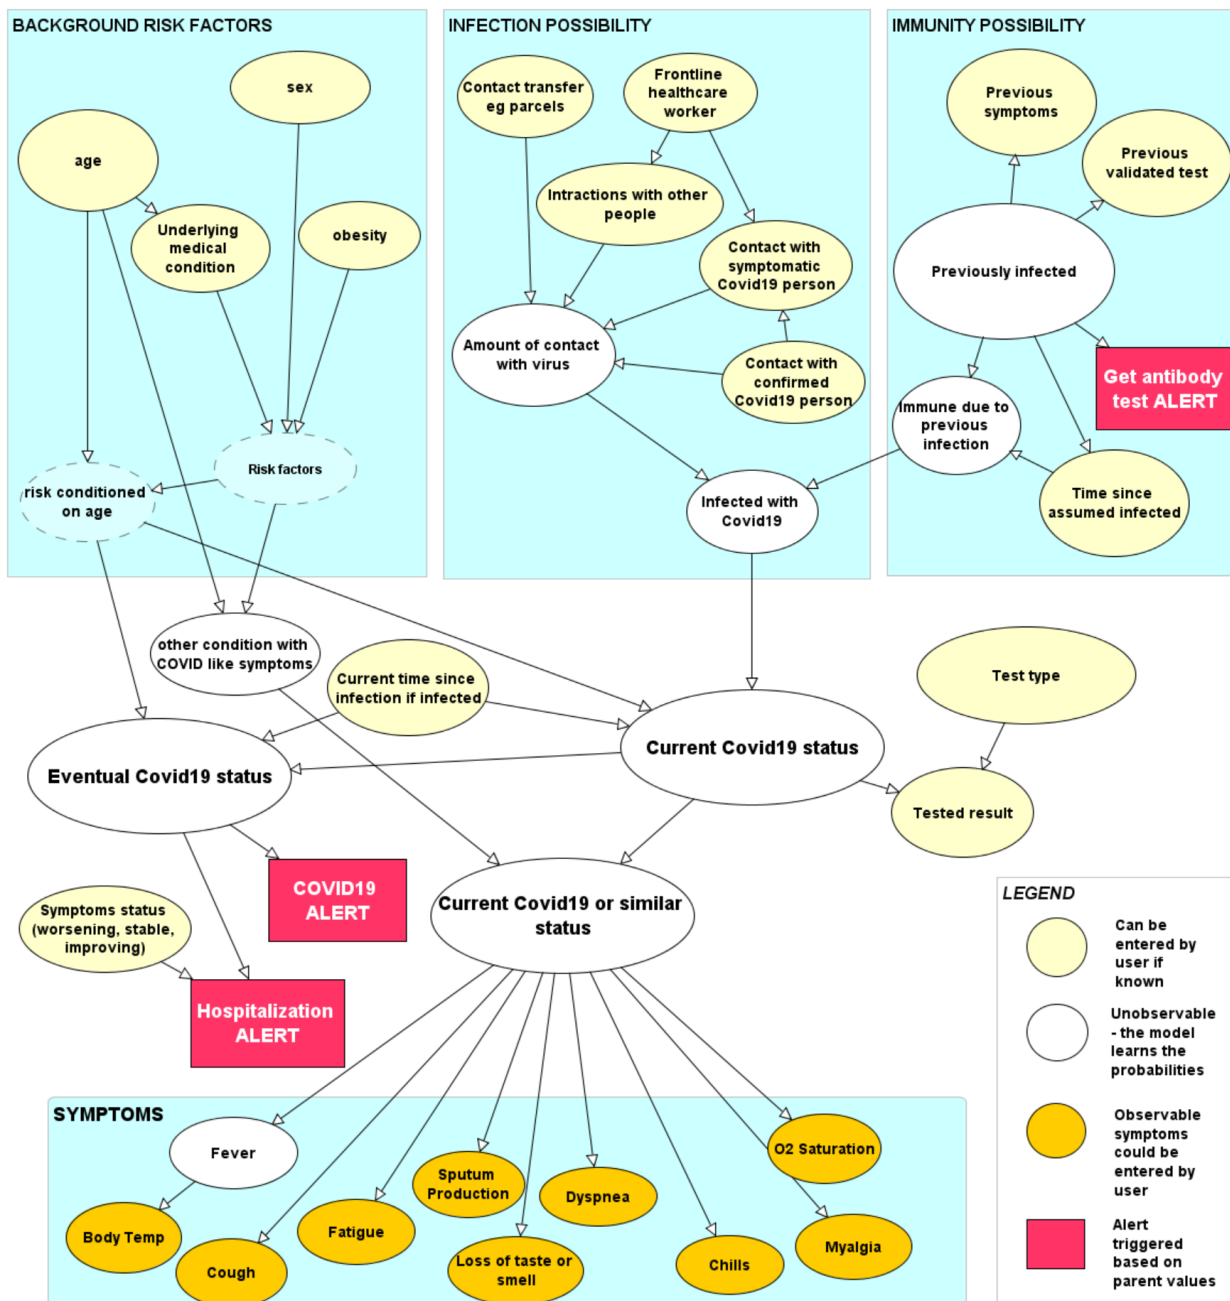 BACKGROUND RISK FACTORS
sex
age
Underlying
medical
condition
obesity
Risk factors
risk conditioned
on age
INFECTION POSSIBILITY
Contact transfer
eg parcels
Frontline
healthcare
worker
Intractions with other
people
Contact with
symptomatic
Covid19 person
Amount of contact
with virus
Contact with
confirmed
Covid19 person
Infected with
Covid19
IMMUNITY POSSIBILITY
Previous
symptoms
Previous
validated test
Previously infected
Get antibody
test ALERT
Immune due to
previous
infection
Time since
assumed infected
other condition with
COVID like symptoms
Current time since
infection if infected
Test type
Current Covid19 status
Eventual Covid19 status
Tested result
COVID19
ALERT
Current Covid19 or similar
status
Symptoms status
(worsening, stable,
improving)
Hospitalization
ALERT
SYMPTOMS
Fever
Body Temp
Cough
Fatigue
Sputum
Production
Loss of taste or
smell
Dyspnea
Chills
O2 Saturation
Myalgia
LEGEND
Can be
entered by
user if
known
Unobservable
- the model
learns the
probabilities
Observable
symptoms
could be
entered by
user
Alert
triggered
based on
parent values